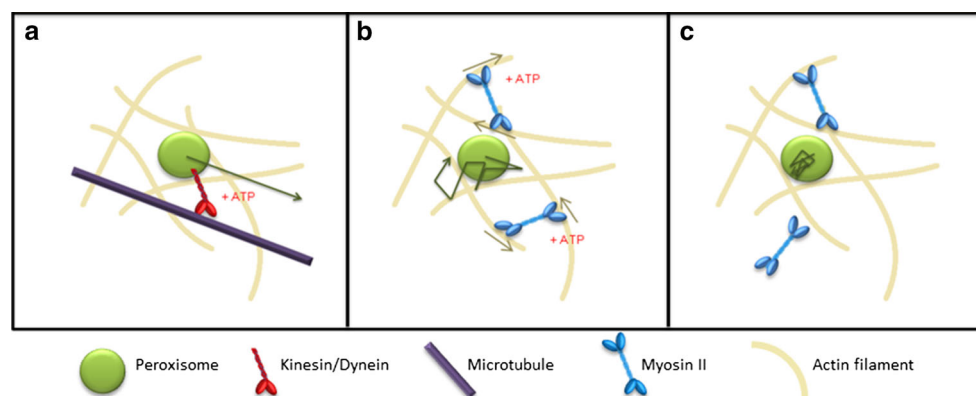 a
b
c
+ ATP
+ ATP
+ ATP
Peroxisome
Kinesin/Dynein
Microtubule
Myosin II
Actin filament